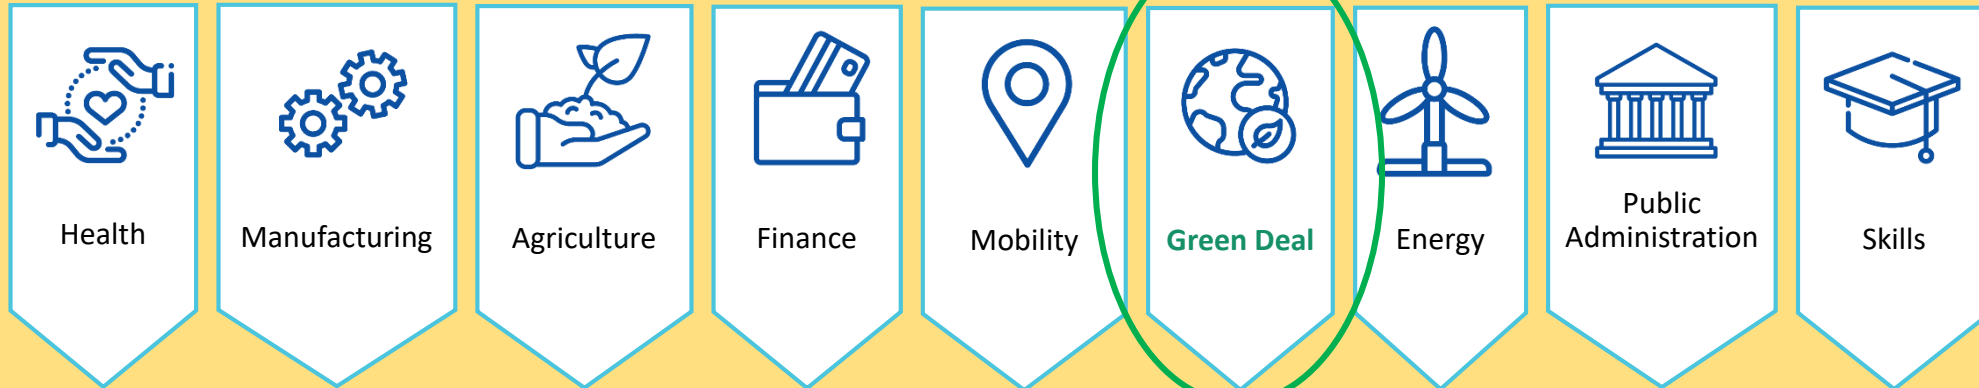 Health
Manufacturing
Agriculture
Finance
Mobility
Green Deal
Energy
Public
Administration
Skills